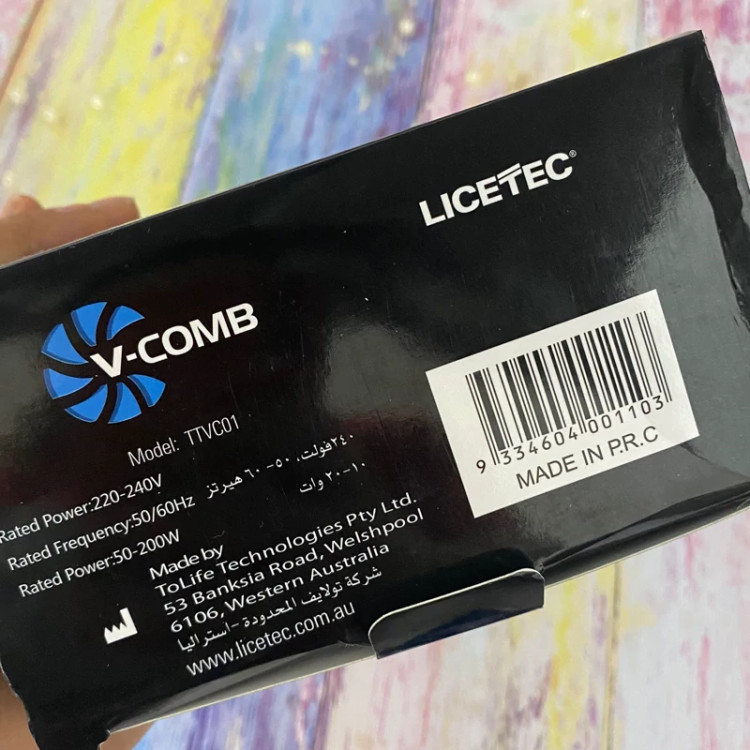 LICETEC®
V-COMB
Model: TTVC01
Rated Power:220-240V
Rated Frequency:50/60Hz
Rated Power:50-200W
٢٤٠فولت، ٥٠- ٦٠ هيرتز
١٠-٢٠ وات
Made by
ToLife Technologies Pty Ltd.
53 Banksia Road, Welshpool
6106, Western Australia
شركة تولايف المحدودة -استراليا
www.licetec.com.au
9 334604 001103
MADE IN P.R.C